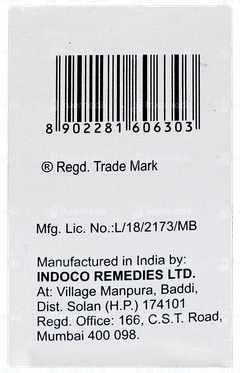 8 902281 606303
® Regd. Trade Mark
Mfg. Lic. No.:L/18/2173/MB
Manufactured in India by:
INDOCO REMEDIES LTD.
At: Village Manpura, Baddi,
Dist. Solan (H.P.) 174101
Regd. Office: 166, C.S.T. Road,
Mumbai 400 098.